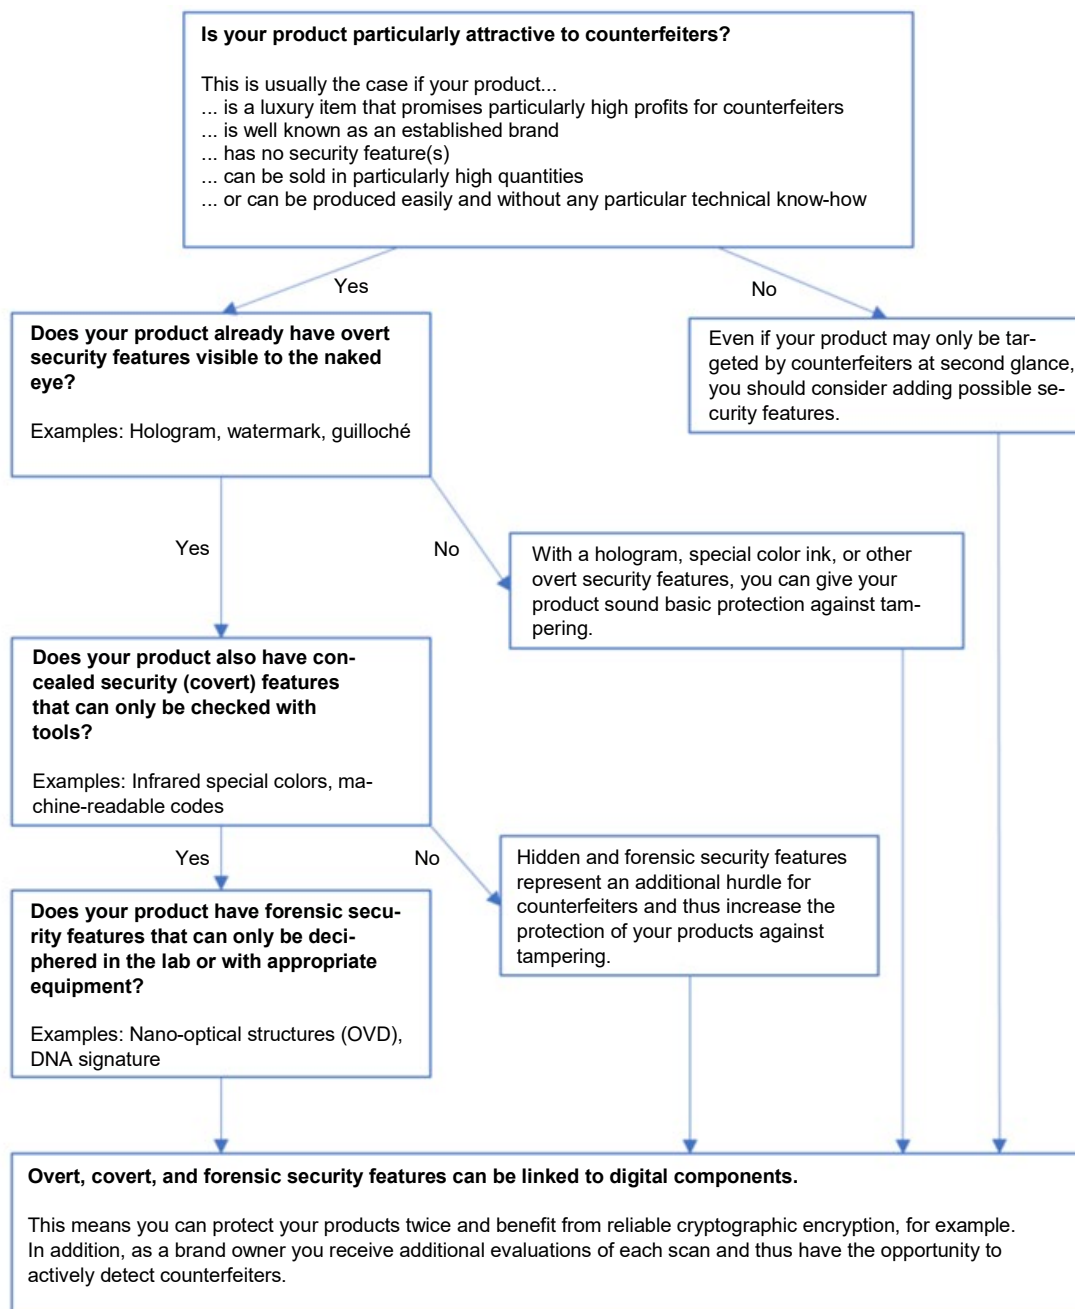 Is your product particularly attractive to counterfeiters?
This is usually the case if your product...
... is a luxury item that promises particularly high profits for counterfeiters
... is well known as an established brand
... has no security feature(s)
... can be sold in particularly high quantities
... or can be produced easily and without any particular technical know-how
Yes
No
Does your product already have overt
security features visible to the naked
eye?
Examples: Hologram, watermark, guilloché
Even if your product may only be tar-
geted by counterfeiters at second glance,
you should consider adding possible se-
curity features.
Yes
No
With a hologram, special color ink, or other
overt security features, you can give your
product sound basic protection against tam-
pering.
Does your product also have con-
cealed security (covert) features
that can only be checked with
tools?
Examples: Infrared special colors, ma-
chine-readable codes
Yes
No
Hidden and forensic security features
represent an additional hurdle for
counterfeiters and thus increase the
protection of your products against
tampering.
Does your product have forensic secu-
rity features that can only be deci-
phered in the lab or with appropriate
equipment?
Examples: Nano-optical structures (OVD),
DNA signature
Overt, covert, and forensic security features can be linked to digital components.
This means you can protect your products twice and benefit from reliable cryptographic encryption, for example.
In addition, as a brand owner you receive additional evaluations of each scan and thus have the opportunity to
actively detect counterfeiters.